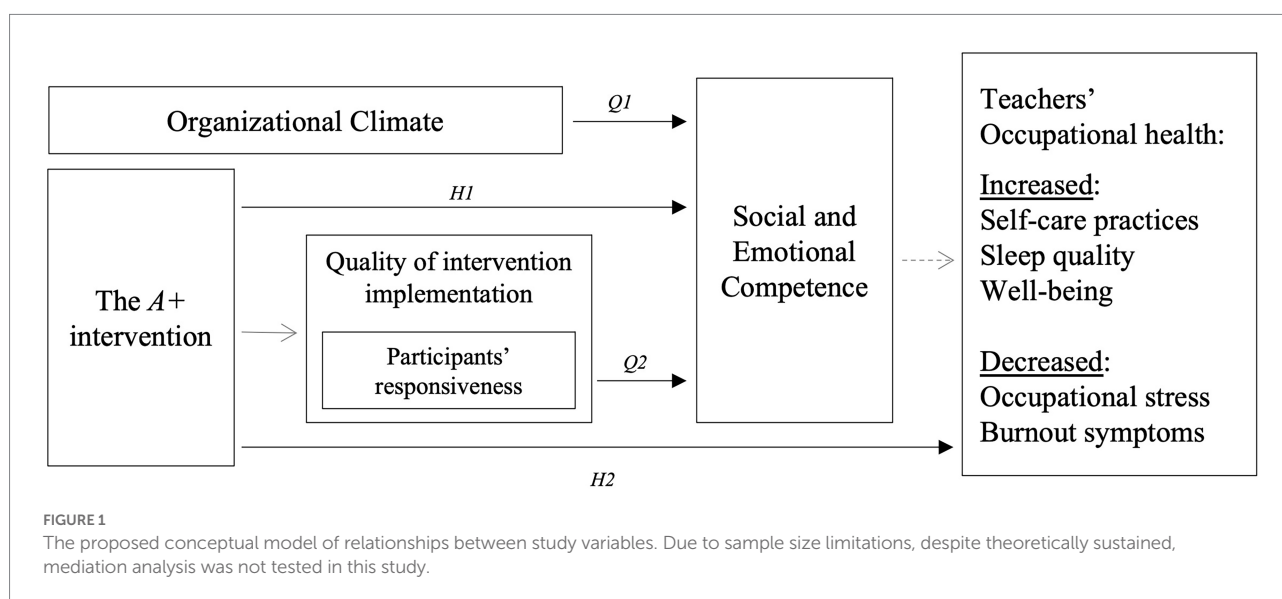 Organizational Climate
Q1
H1
The A+
intervention
Quality of intervention
implementation
Participants’
responsiveness
Q2
H2
Social and
Emotional
Competence
Teachers’
Occupational health:
Increased:
Self-care practices
Sleep quality
Well-being
Decreased:
Occupational stress
Burnout symptoms
FIGURE 1
The proposed conceptual model of relationships between study variables. Due to sample size limitations, despite theoretically sustained,
mediation analysis was not tested in this study.